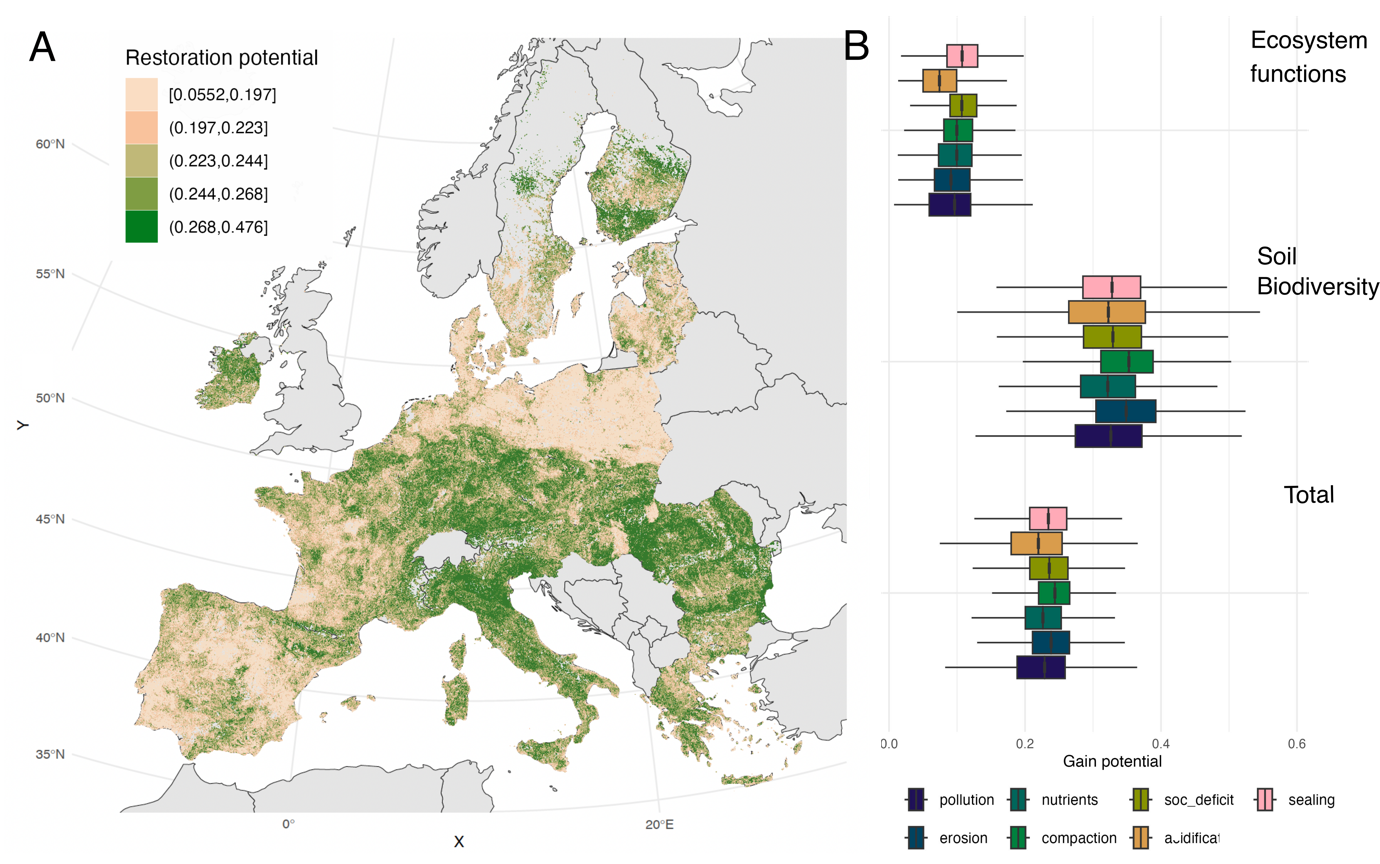 A
Restoration potential
[0.0552,0.197]
(0.197,0.223]
(0.223,0.244]
(0.244,0.268]
(0.268,0.476]
60°N
55°N
50°N
45°N
40°N
35°N
Y
0°
20°E
X
B
Ecosystem
functions
Soil
Biodiversity
Total
0.0
0.2
0.4
0.6
Gain potential
pollution
nutrients
soc_deficit
sealing
erosion
compaction